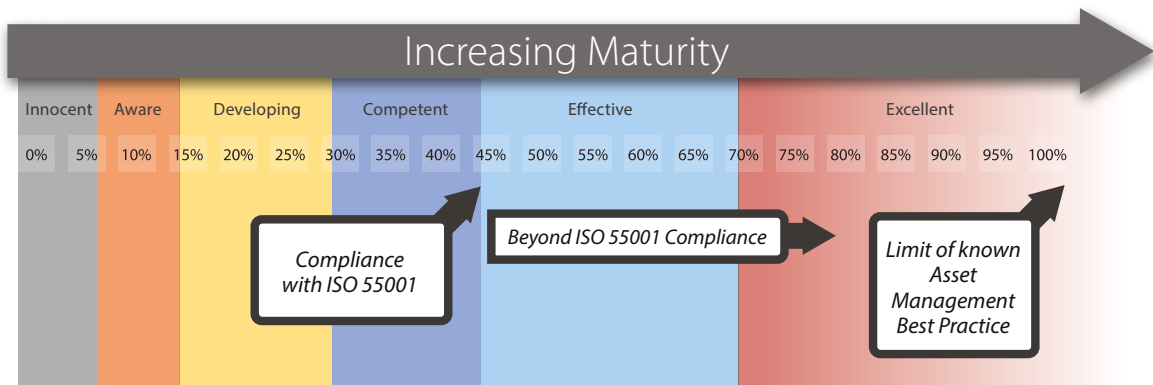 Increasing Maturity
Innocent Aware Developing Competent Effective Excellent
0% 5% 10% 15% 20% 25% 30% 35% 40% 45% 50% 55% 60% 65% 70% 75% 80% 85% 90% 95% 100%
Compliance
with ISO 55001
Beyond ISO 55001 Compliance
Limit of known
Asset
Management
Best Practice